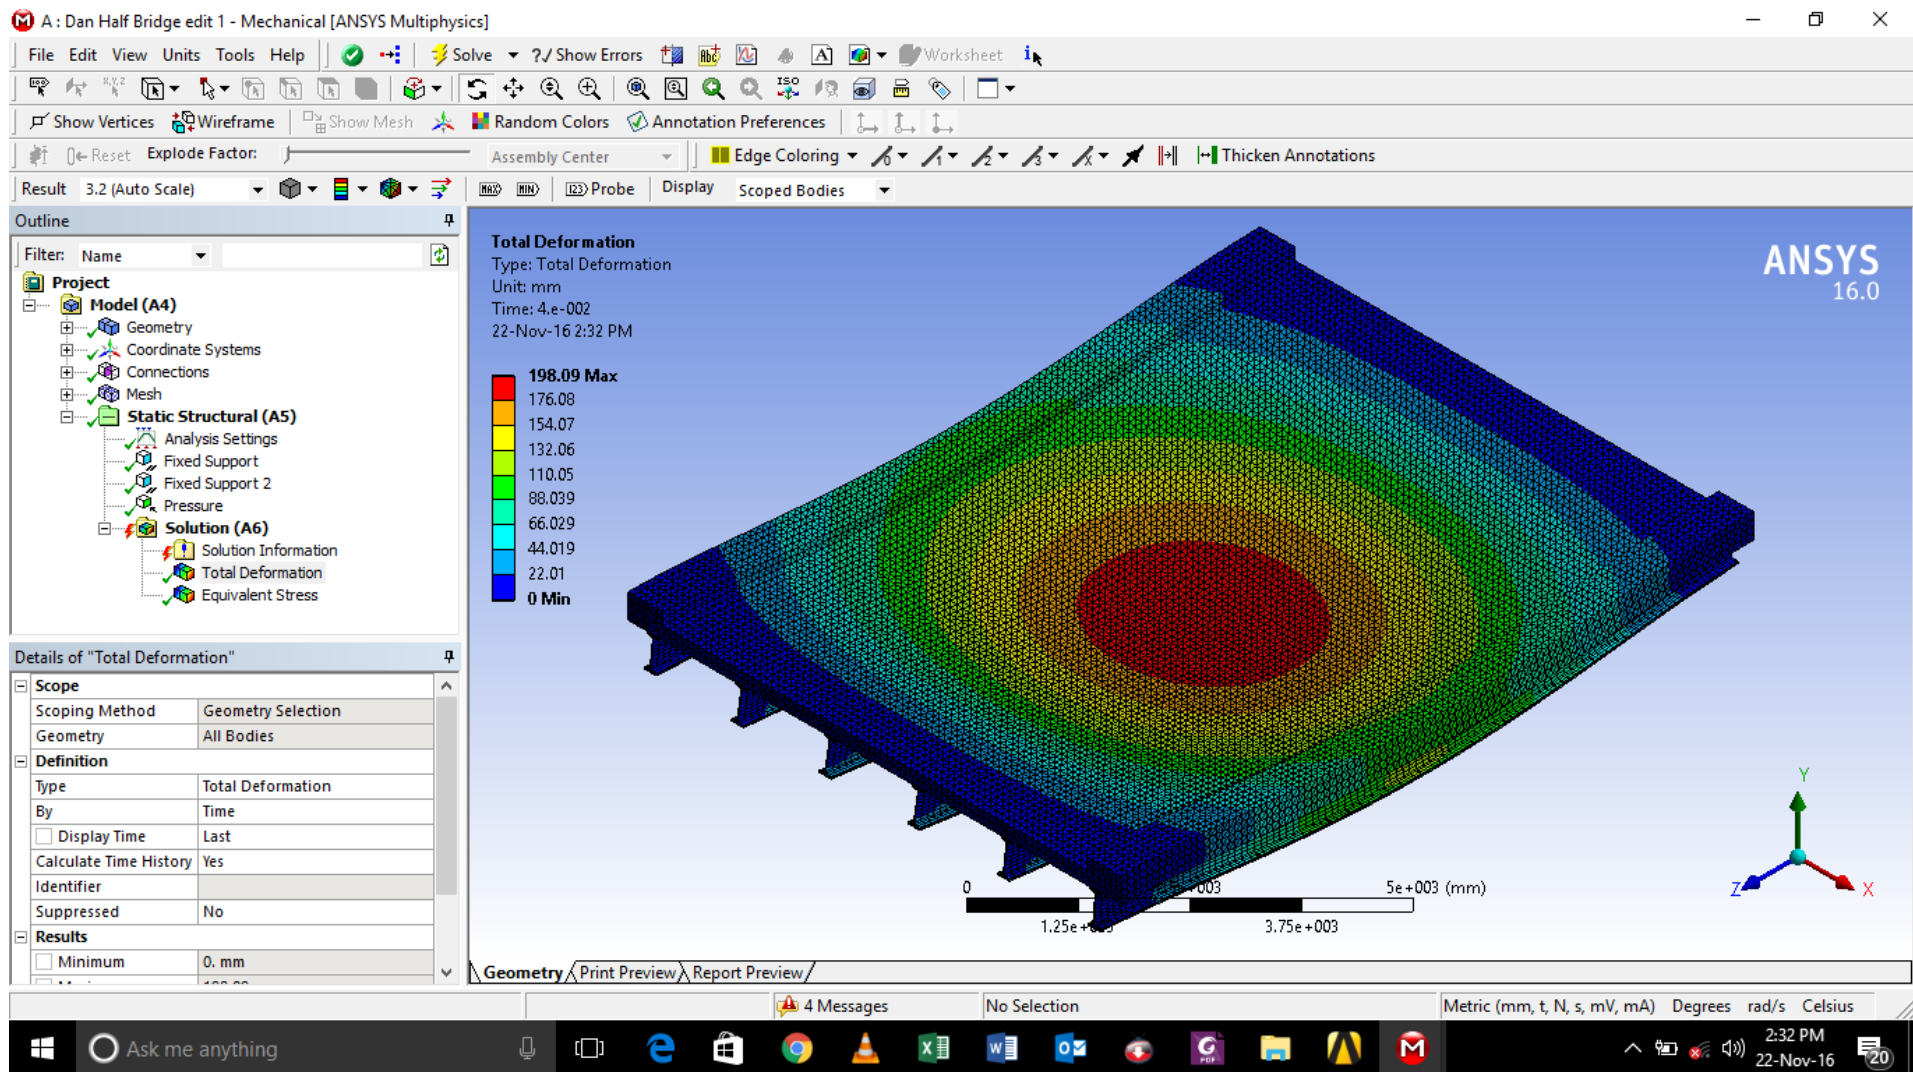 A : Dan Half Bridge edit 1 - Mechanical [ANSYS Multiphysics]
File Edit View Units Tools Help Solve ?/ Show Errors Worksheet
Show Vertices Wireframe Show Mesh Random Colors Annotation Preferences
Reset Explode Factor: Assembly Center Edge Coloring Thicken Annotations
Result 3.2 (Auto Scale) MAX MIN 123 Probe Display Scoped Bodies
Outline
Filter: Name
Project
Model (A4)
Geometry
Coordinate Systems
Connections
Mesh
Static Structural (A5)
Analysis Settings
Fixed Support
Fixed Support 2
Pressure
Solution (A6)
Solution Information
Total Deformation
Equivalent Stress
Details of "Total Deformation"
Scope
Scoping Method Geometry Selection
Geometry All Bodies
Definition
Type Total Deformation
By Time
Display Time Last
Calculate Time History Yes
Identifier
Suppressed No
Results
Minimum 0. mm
Total Deformation
Type: Total Deformation
Unit: mm
Time: 4.e-002
22-Nov-16 2:32 PM
198.09 Max
176.08
154.07
132.06
110.05
88.039
66.029
44.019
22.01
0 Min
ANSYS
16.0
0 5e+003 (mm)
3.75e+003
Y
Z X
Geometry Print Preview Report Preview
4 Messages No Selection Metric (mm, t, N, s, mV, mA) Degrees rad/s Celsius
Ask me anything
2:32 PM
22-Nov-16
20